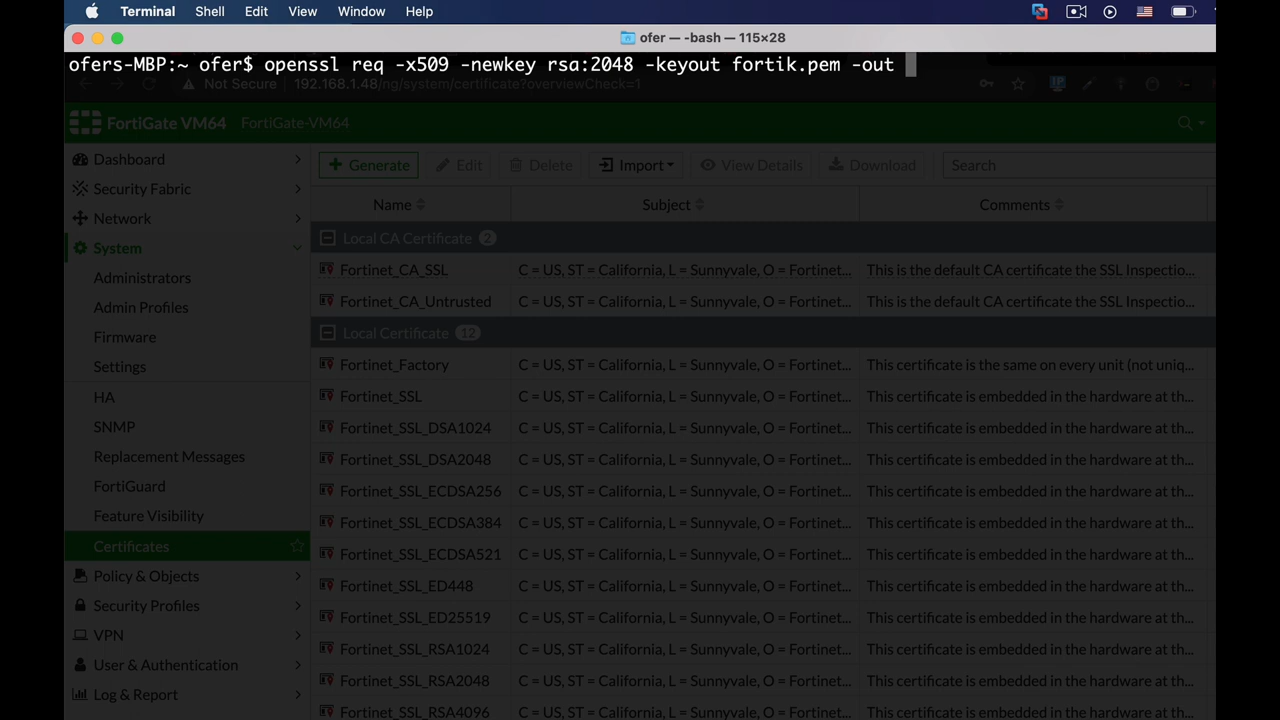 Terminal Shell Edit View Window Help
ofer — -bash — 115×28
ofers-MBP:~ ofer$ openssl req -x509 -newkey rsa:2048 -keyout fortik.pem -out
Not Secure 192.168.1.48/ng/system/certificate?overviewCheck=1
FortiGate VM64 FortiGate-VM64
Dashboard
Security Fabric
Network
System
Administrators
Admin Profiles
Firmware
Settings
HA
SNMP
Replacement Messages
FortiGuard
Feature Visibility
Certificates
Policy & Objects
Security Profiles
VPN
User & Authentication
Log & Report
Generate Edit Delete Import View Details Download Search
Name Subject Comments
Local CA Certificate 2
Fortinet_CA_SSL C = US, ST = California, L = Sunnyvale, O = Fortinet... This is the default CA certificate the SSL Inspectio...
Fortinet_CA_Untrusted C = US, ST = California, L = Sunnyvale, O = Fortinet... This is the default CA certificate the SSL Inspectio...
Local Certificate 12
Fortinet_Factory C = US, ST = California, L = Sunnyvale, O = Fortinet... This certificate is the same on every unit (not uniq...
Fortinet_SSL C = US, ST = California, L = Sunnyvale, O = Fortinet... This certificate is embedded in the hardware at th...
Fortinet_SSL_DSA1024 C = US, ST = California, L = Sunnyvale, O = Fortinet... This certificate is embedded in the hardware at th...
Fortinet_SSL_DSA2048 C = US, ST = California, L = Sunnyvale, O = Fortinet... This certificate is embedded in the hardware at th...
Fortinet_SSL_ECDSA256 C = US, ST = California, L = Sunnyvale, O = Fortinet... This certificate is embedded in the hardware at th...
Fortinet_SSL_ECDSA384 C = US, ST = California, L = Sunnyvale, O = Fortinet... This certificate is embedded in the hardware at th...
Fortinet_SSL_ECDSA521 C = US, ST = California, L = Sunnyvale, O = Fortinet... This certificate is embedded in the hardware at th...
Fortinet_SSL_ED448 C = US, ST = California, L = Sunnyvale, O = Fortinet... This certificate is embedded in the hardware at th...
Fortinet_SSL_ED25519 C = US, ST = California, L = Sunnyvale, O = Fortinet... This certificate is embedded in the hardware at th...
Fortinet_SSL_RSA1024 C = US, ST = California, L = Sunnyvale, O = Fortinet... This certificate is embedded in the hardware at th...
Fortinet_SSL_RSA2048 C = US, ST = California, L = Sunnyvale, O = Fortinet... This certificate is embedded in the hardware at th...
Fortinet_SSL_RSA4096 C = US, ST = California, L = Sunnyvale, O = Fortinet... This certificate is embedded in the hardware at th...